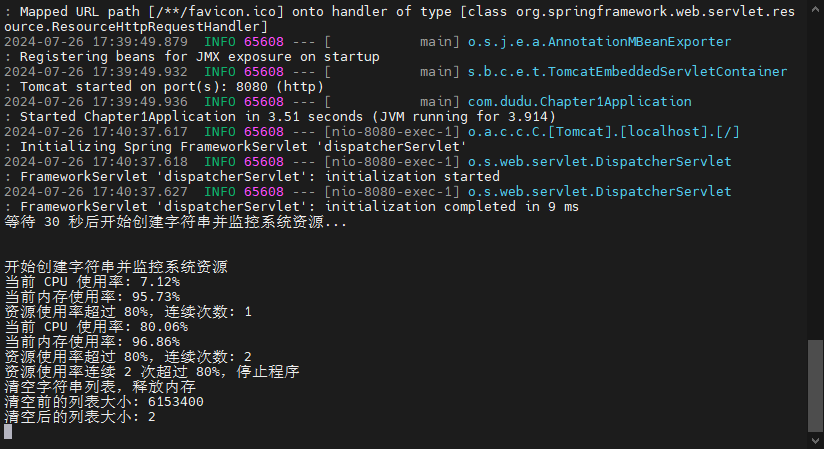 : Mapped URL path [/**/favicon.ico] onto handler of type [class org.springframework.web.servlet.res
ource.ResourceHttpRequestHandler]
2024-07-26 17:39:49.879  INFO 65608 --- [           main] o.s.j.e.a.AnnotationMBeanExporter
: Registering beans for JMX exposure on startup
2024-07-26 17:39:49.932  INFO 65608 --- [           main] s.b.c.e.t.TomcatEmbeddedServletContainer
: Tomcat started on port(s): 8080 (http)
2024-07-26 17:39:49.936  INFO 65608 --- [           main] com.dudu.Chapter1Application
: Started Chapter1Application in 3.51 seconds (JVM running for 3.914)
2024-07-26 17:40:37.617  INFO 65608 --- [nio-8080-exec-1] o.a.c.c.C.[Tomcat].[localhost].[/]
: Initializing Spring FrameworkServlet 'dispatcherServlet'
2024-07-26 17:40:37.618  INFO 65608 --- [nio-8080-exec-1] o.s.web.servlet.DispatcherServlet
: FrameworkServlet 'dispatcherServlet': initialization started
2024-07-26 17:40:37.627  INFO 65608 --- [nio-8080-exec-1] o.s.web.servlet.DispatcherServlet
: FrameworkServlet 'dispatcherServlet': initialization completed in 9 ms
等待 30 秒后开始创建字符串并监控系统资源...
开始创建字符串并监控系统资源
当前 CPU 使用率: 7.12%
当前内存使用率: 95.73%
资源使用率超过 80%，连续次数: 1
当前 CPU 使用率: 80.06%
当前内存使用率: 96.86%
资源使用率超过 80%，连续次数: 2
资源使用率连续 2 次超过 80%，停止程序
清空字符串列表，释放内存
清空前的列表大小: 6153400
清空后的列表大小: 2